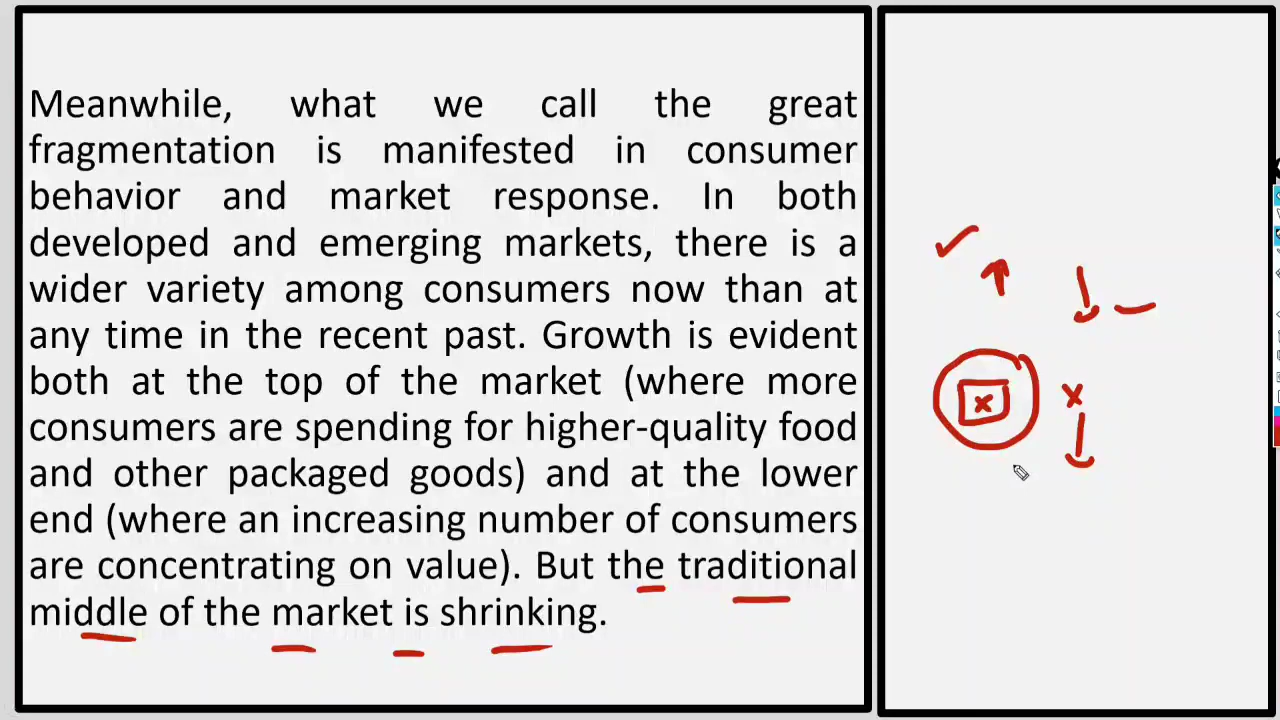 Meanwhile, what we call the great
fragmentation is manifested in consumer
behavior and market response. In both
developed and emerging markets, there is a
wider variety among consumers now than at
any time in the recent past. Growth is evident
both at the top of the market (where more
consumers are spending for higher-quality food
and other packaged goods) and at the lower
end (where an increasing number of consumers
are concentrating on value). But the traditional
middle of the market is shrinking.